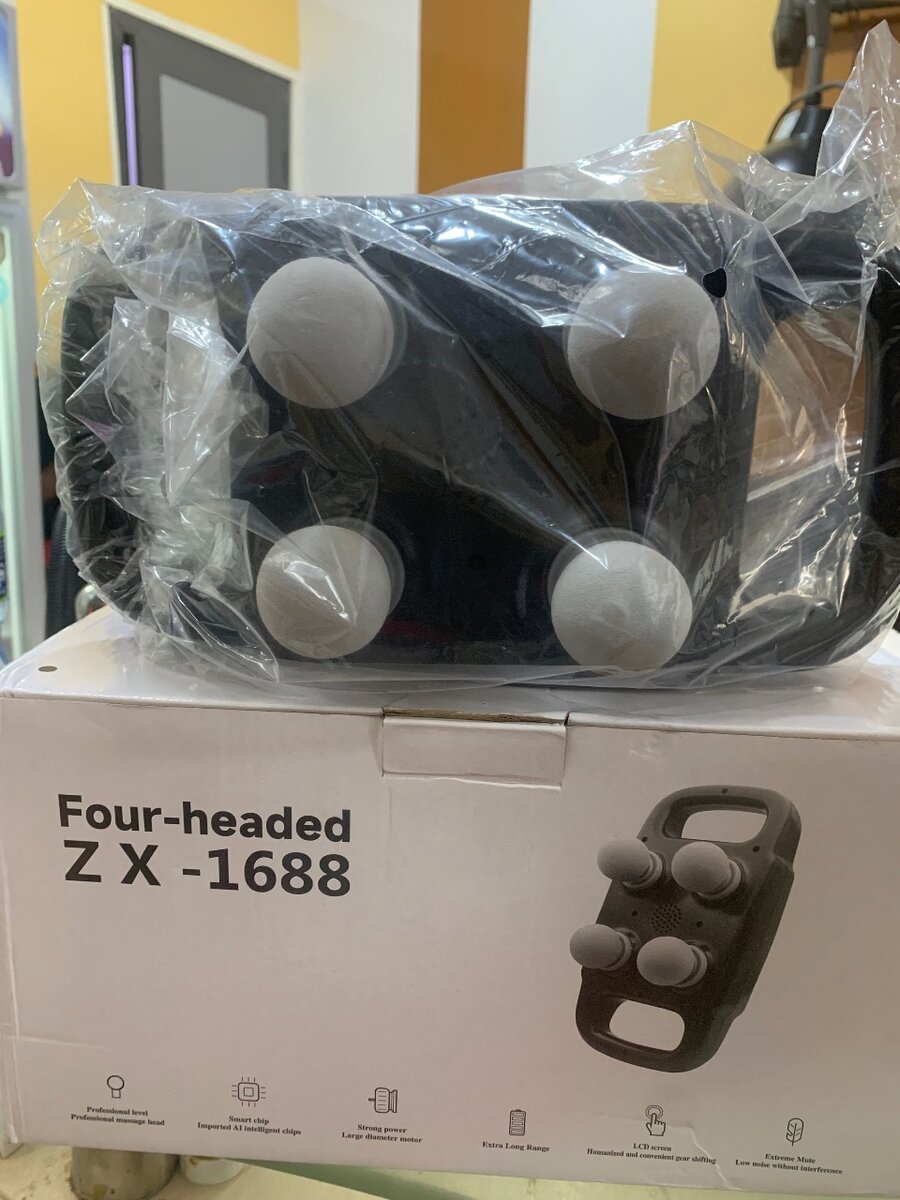 Four-headed
Z X -1688
Professional level
Professional massage head
Smart chip
Imported AI intelligent chips
Strong power
Large diameter motor
Extra Long Range
LCD screen
Humanized and convenient gear shifting
Extreme Mute
Low noise without interference